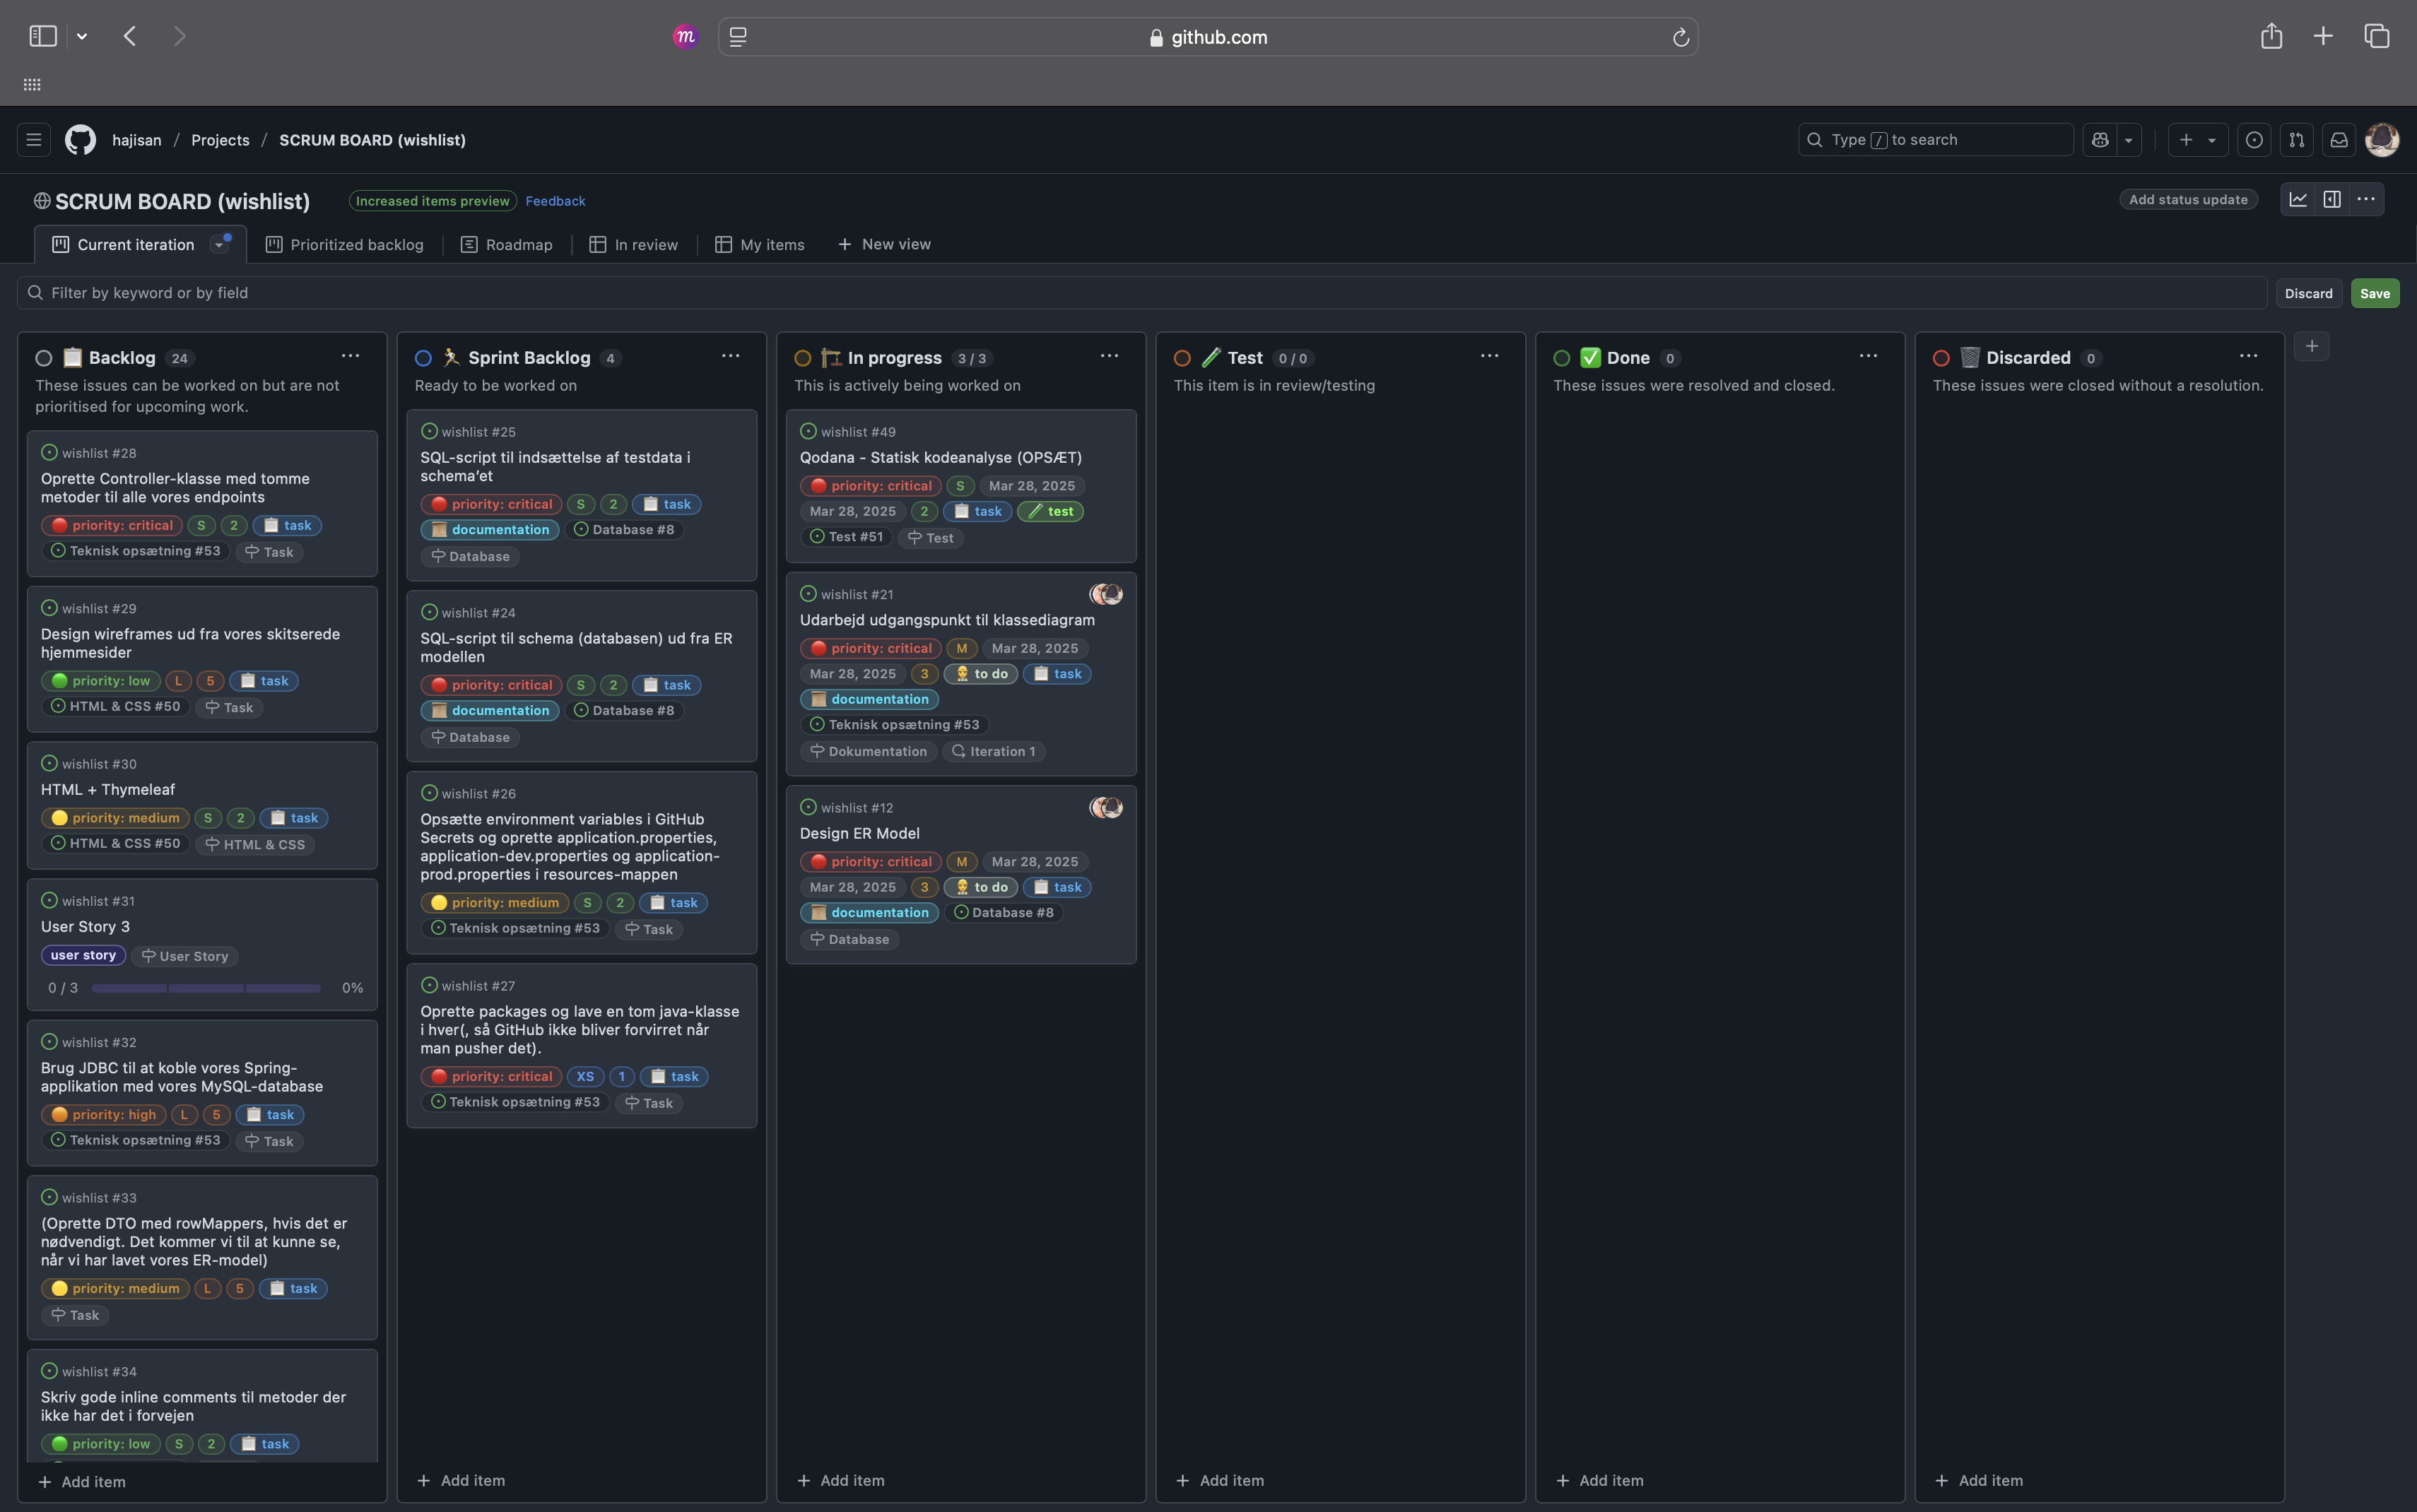 m
github.com
hajisan / Projects / SCRUM BOARD (wishlist)
Type / to search
SCRUM BOARD (wishlist)
Increased items preview
Feedback
Add status update
Current iteration
Prioritized backlog
Roadmap
In review
My items
New view
Filter by keyword or by field
Discard
Save
Backlog 24
These issues can be worked on but are not
prioritised for upcoming work.
wishlist #28
Oprette Controller-klasse med tomme
metoder til alle vores endpoints
priority: critical S 2 task
Teknisk opsætning #53 Task
wishlist #29
Design wireframes ud fra vores skitserede
hjemmesider
priority: low L 5 task
HTML & CSS #50 Task
wishlist #30
HTML + Thymeleaf
priority: medium S 2 task
HTML & CSS #50 HTML & CSS
wishlist #31
User Story 3
user story User Story
0 / 3 0%
wishlist #32
Brug JDBC til at koble vores Spring-
applikation med vores MySQL-database
priority: high L 5 task
Teknisk opsætning #53 Task
wishlist #33
(Oprette DTO med rowMappers, hvis det er
nødvendigt. Det kommer vi til at kunne se,
når vi har lavet vores ER-model)
priority: medium L 5 task
Task
wishlist #34
Skriv gode inline comments til metoder der
ikke har det i forvejen
priority: low S 2 task
Add item
Sprint Backlog 4
Ready to be worked on
wishlist #25
SQL-script til indsættelse af testdata i
schema’et
priority: critical S 2 task
documentation Database #8
Database
wishlist #24
SQL-script til schema (databasen) ud fra ER
modellen
priority: critical S 2 task
documentation Database #8
Database
wishlist #26
Opsætte environment variables i GitHub
Secrets og oprette application.properties,
application-dev.properties og application-
prod.properties i resources-mappen
priority: medium S 2 task
Teknisk opsætning #53 Task
wishlist #27
Oprette packages og lave en tom java-klasse
i hver(, så GitHub ikke bliver forvirret når
man pusher det).
priority: critical XS 1 task
Teknisk opsætning #53 Task
Add item
In progress 3 / 3
This is actively being worked on
wishlist #49
Qodana - Statisk kodeanalyse (OPSÆT)
priority: critical S Mar 28, 2025
Mar 28, 2025 2 task test
Test #51 Test
wishlist #21
Udarbejd udgangspunkt til klassediagram
priority: critical M Mar 28, 2025
Mar 28, 2025 3 to do task
documentation
Teknisk opsætning #53
Dokumentation Iteration 1
wishlist #12
Design ER Model
priority: critical M Mar 28, 2025
Mar 28, 2025 3 to do task
documentation Database #8
Database
Add item
Test 0 / 0
This item is in review/testing
Add item
Done 0
These issues were resolved and closed.
Add item
Discarded 0
These issues were closed without a resolution.
Add item